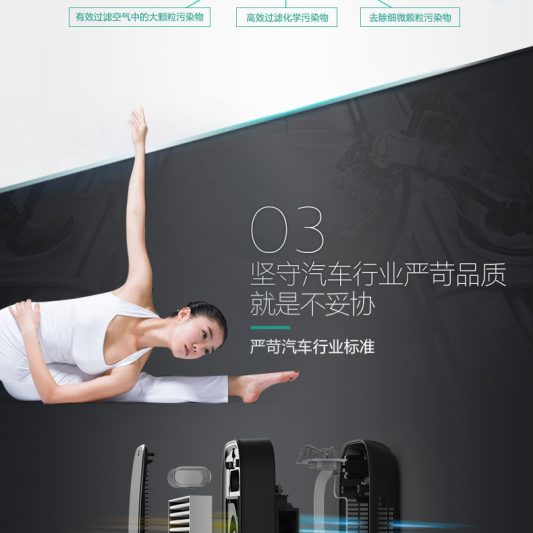 有效过滤空气中的大颗粒污染物
高效过滤化学污染物
去除细微颗粒污染物
03
坚守汽车行业严苛品质
就是不妥协
严苛汽车行业标准